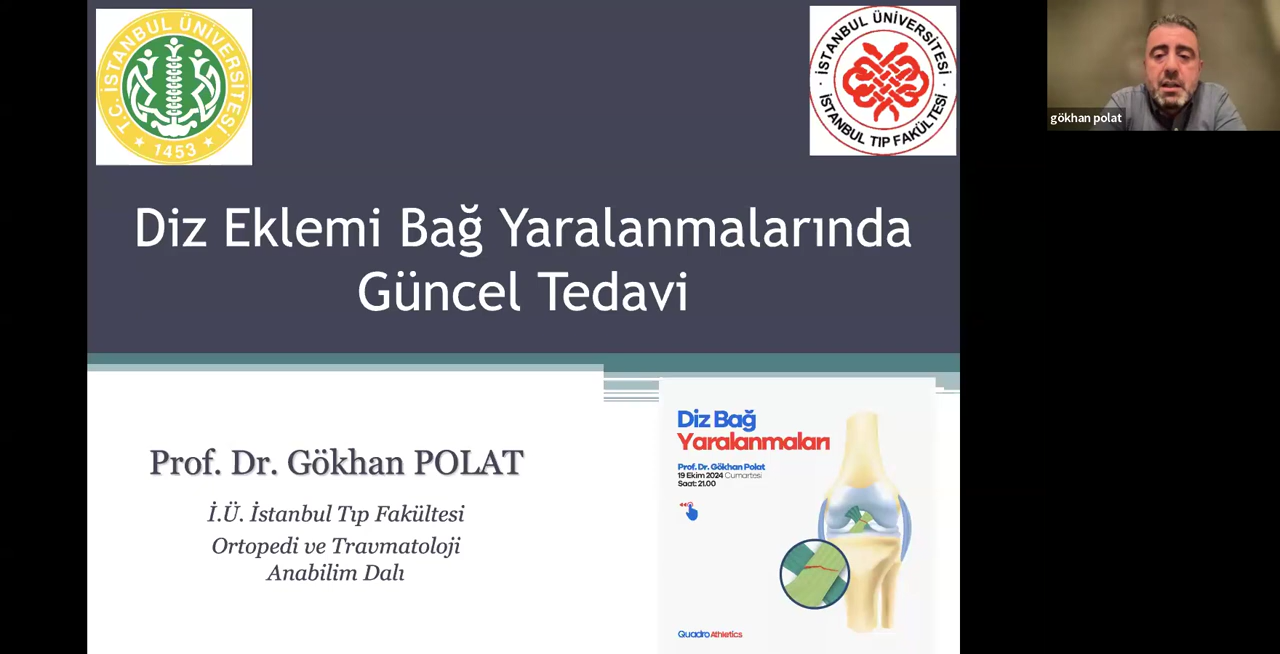 T.C. İSTANBUL ÜNİVERSİTESİ
1453
İSTANBUL ÜNİVERSİTESİ
İSTANBUL TIP FAKÜLTESİ
gökhan polat
Diz Eklemi Bağ Yaralanmalarında
Güncel Tedavi
Prof. Dr. Gökhan POLAT
İ.Ü. İstanbul Tıp Fakültesi
Ortopedi ve Travmatoloji
Anabilim Dalı
Diz Bağ
Yaralanmaları
Prof. Dr. Gökhan Polat
19 Ekim 2024 Cumartesi
Saat: 21.00
Quadro Athletics